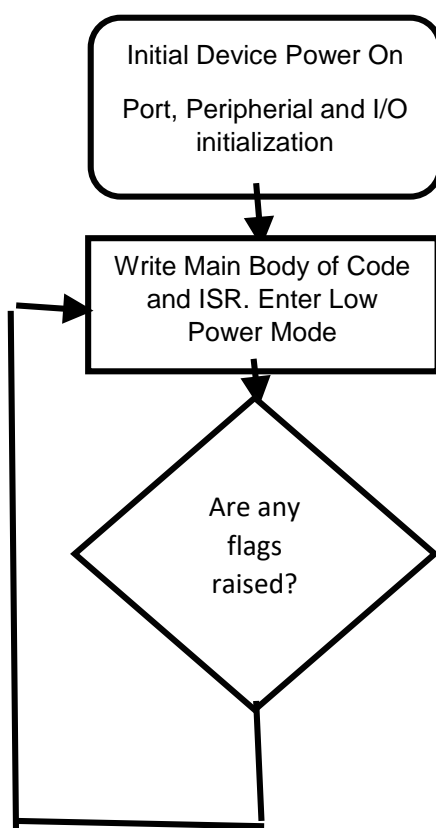 Initial Device Power On
Port, Peripherial and I/O
initialization
Write Main Body of Code
and ISR. Enter Low
Power Mode
Are any
flags
raised?